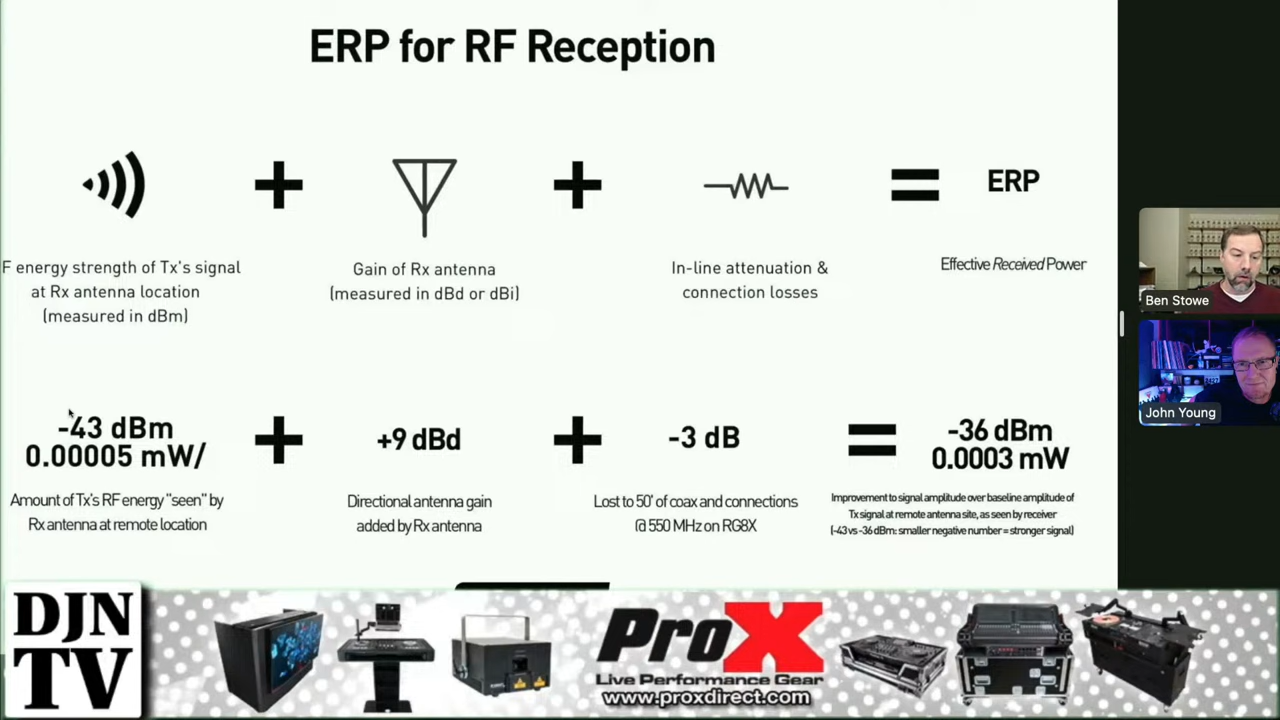 ERP for RF Reception
ERP
F energy strength of Tx's signal
at Rx antenna location
(measured in dBm)
Gain of Rx antenna
(measured in dBd or dBi)
In-line attenuation &
connection losses
Effective Received Power
+
+
=
-43 dBm
0.00005 mW/
+
+9 dBd
+
-3 dB
=
-36 dBm
0.0003 mW
Amount of Tx's RF energy "seen" by
Rx antenna at remote location
Directional antenna gain
added by Rx antenna
Lost to 50' of coax and connections
@ 550 MHz on RG8X
Improvement to signal amplitude over baseline amplitude of
Tx signal at remote antenna site, as seen by receiver
(-43 vs -36 dBm: smaller negative number = stronger signal)
Ben Stowe
John Young
DJN
TV
ProX
Live Performance Gear
www.proxdirect.com